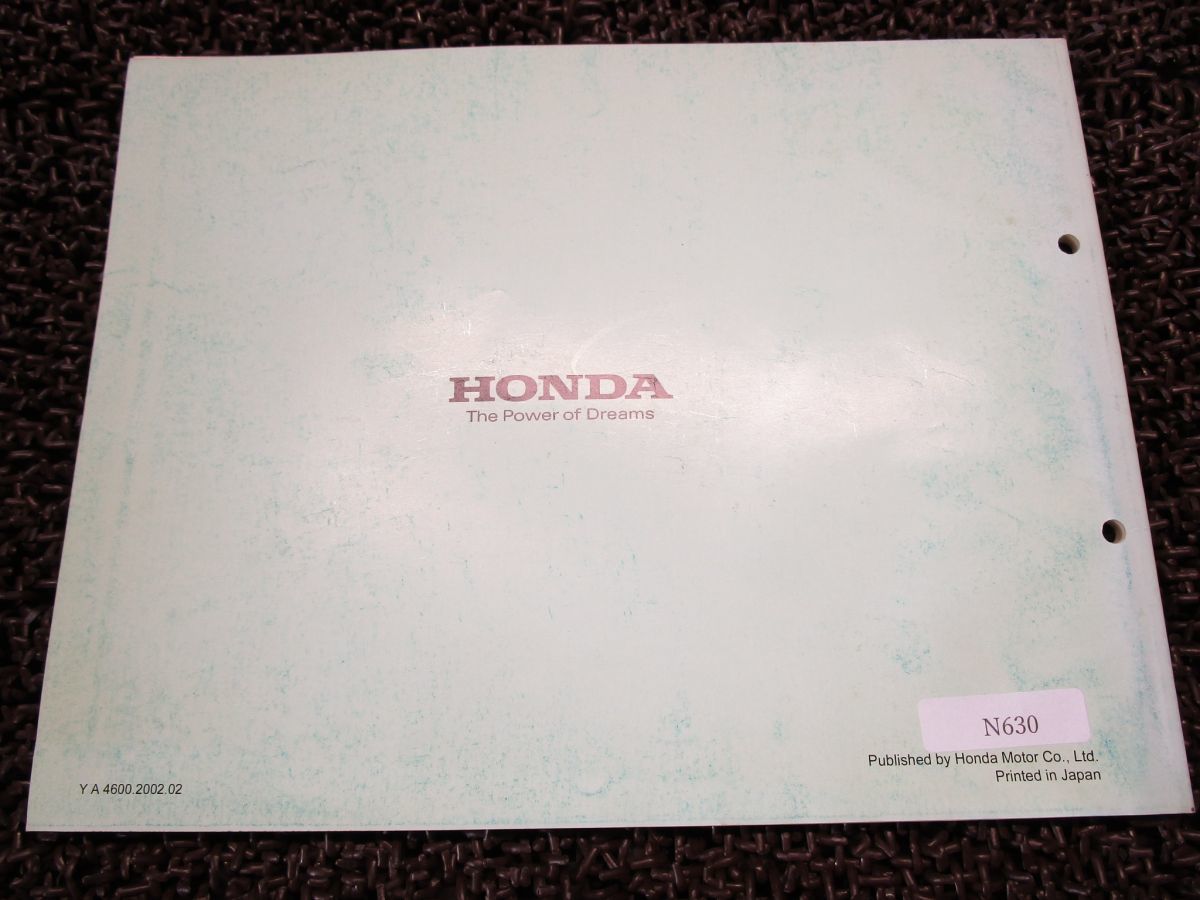 HONDA
The Power of Dreams
N630
Published by Honda Motor Co., Ltd.
Printed in Japan
Y A 4600.2002.02